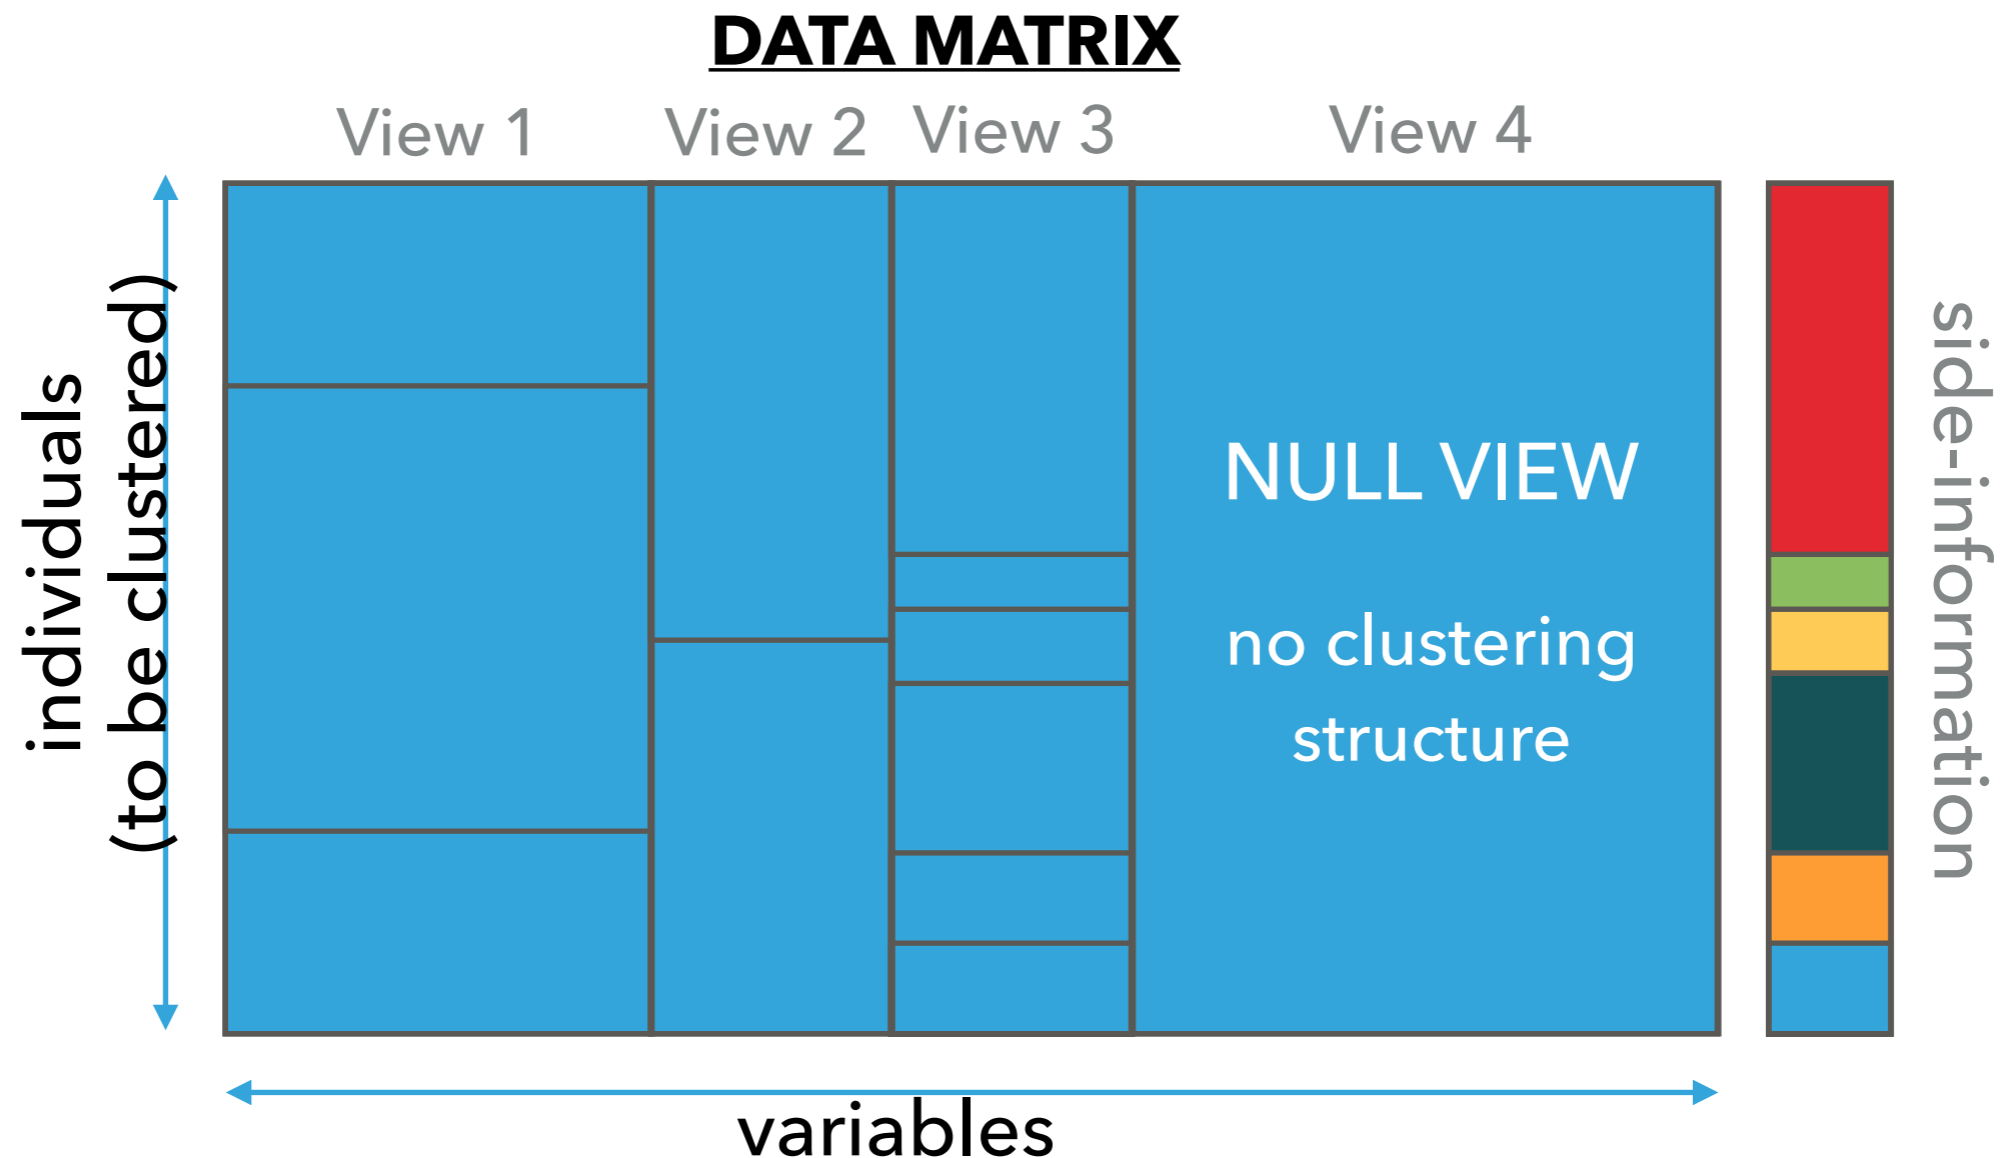 DATA MATRIX
View 1
View 2
View 3
View 4
individuals
(to be clustered)
NULL VIEW
no clustering
structure
side-information
variables